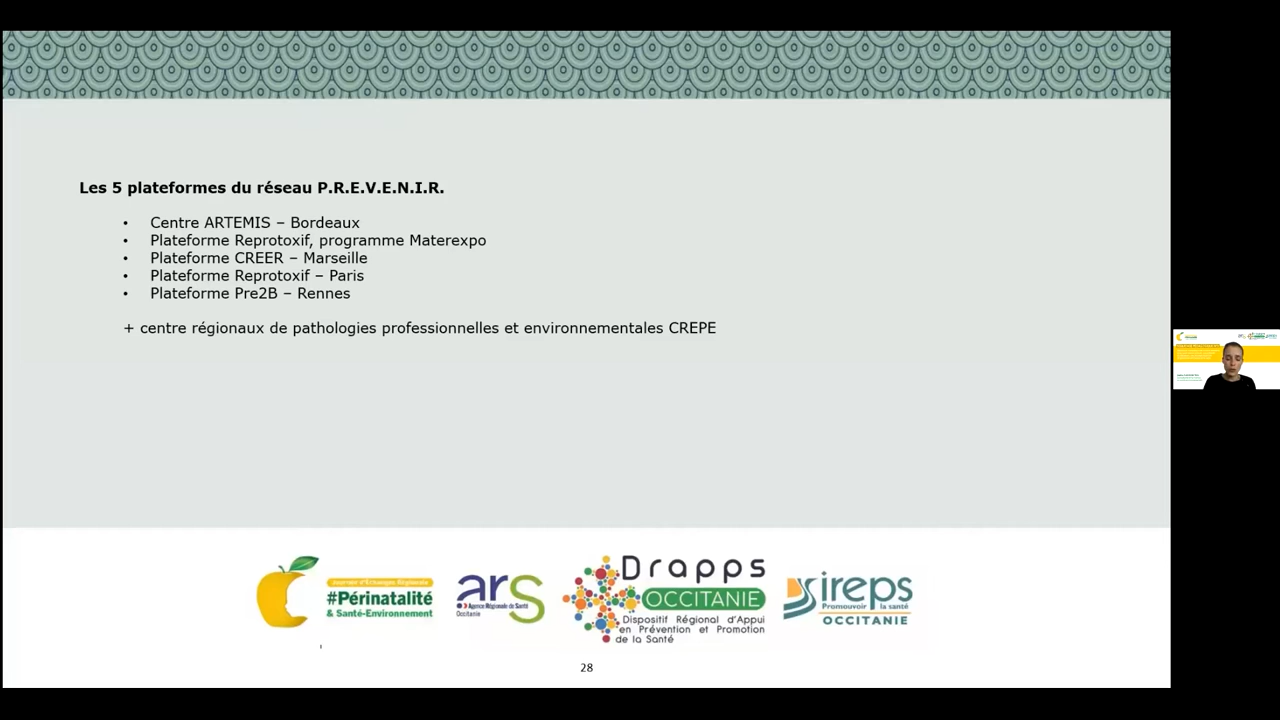 Les 5 plateformes du réseau P.R.E.V.E.N.I.R.
• Centre ARTEMIS – Bordeaux
• Plateforme Reprotoxif, programme Materexpo
• Plateforme CREER – Marseille
• Plateforme Reprotoxif – Paris
• Plateforme Pre2B – Rennes
+ centre régionaux de pathologies professionnelles et environnementales CREPE
Journée d'Echanges Régionale
#Périnatalité
& Santé-Environnement
ars
Agence Régionale de Santé
Occitanie
Drapps
OCCITANIE
Dispositif Régional d'Appui
en Prévention et Promotion
de la Santé
ireps
Promouvoir la santé
OCCITANIE
28